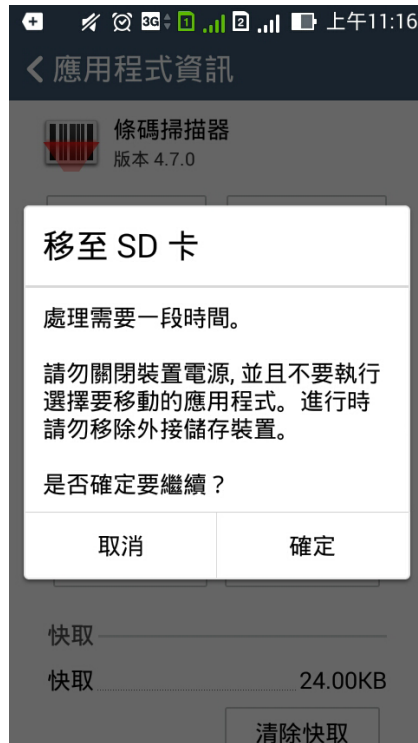 3G 1 2 上午11:16
應用程式資訊
條碼掃描器
版本 4.7.0
移至 SD 卡
處理需要一段時間。
請勿關閉裝置電源, 並且不要執行
選擇要移動的應用程式。進行時
請勿移除外接儲存裝置。
是否確定要繼續？
取消 確定
快取
快取 24.00KB
清除快取